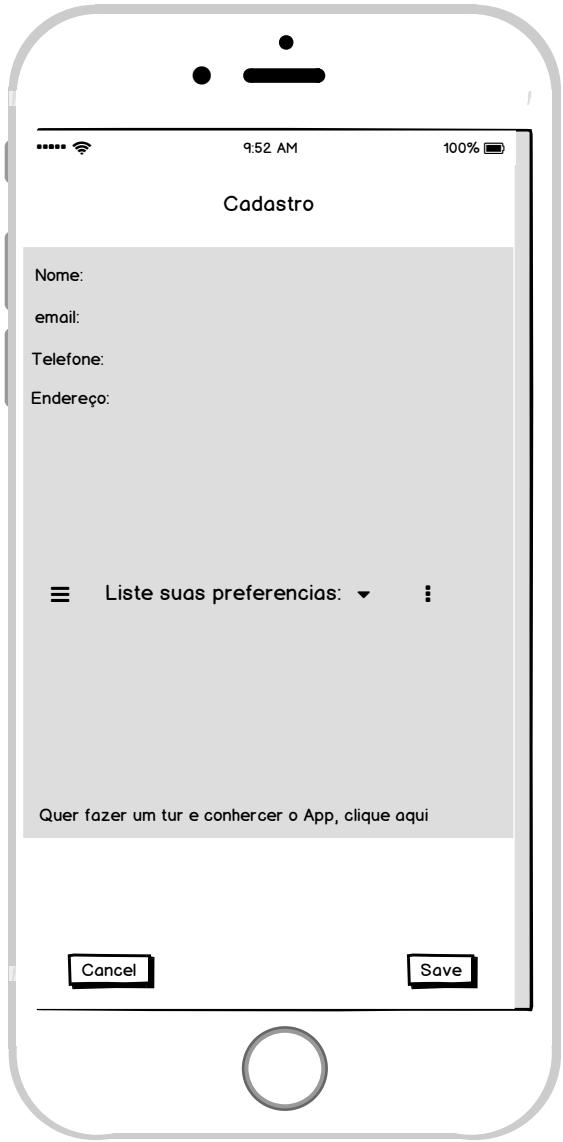 9:52 AM 100%
Cadastro
Nome:
email:
Telefone:
Endereço:
Liste suas preferencias:
Quer fazer um tur e conhercer o App, clique aqui
Cancel Save